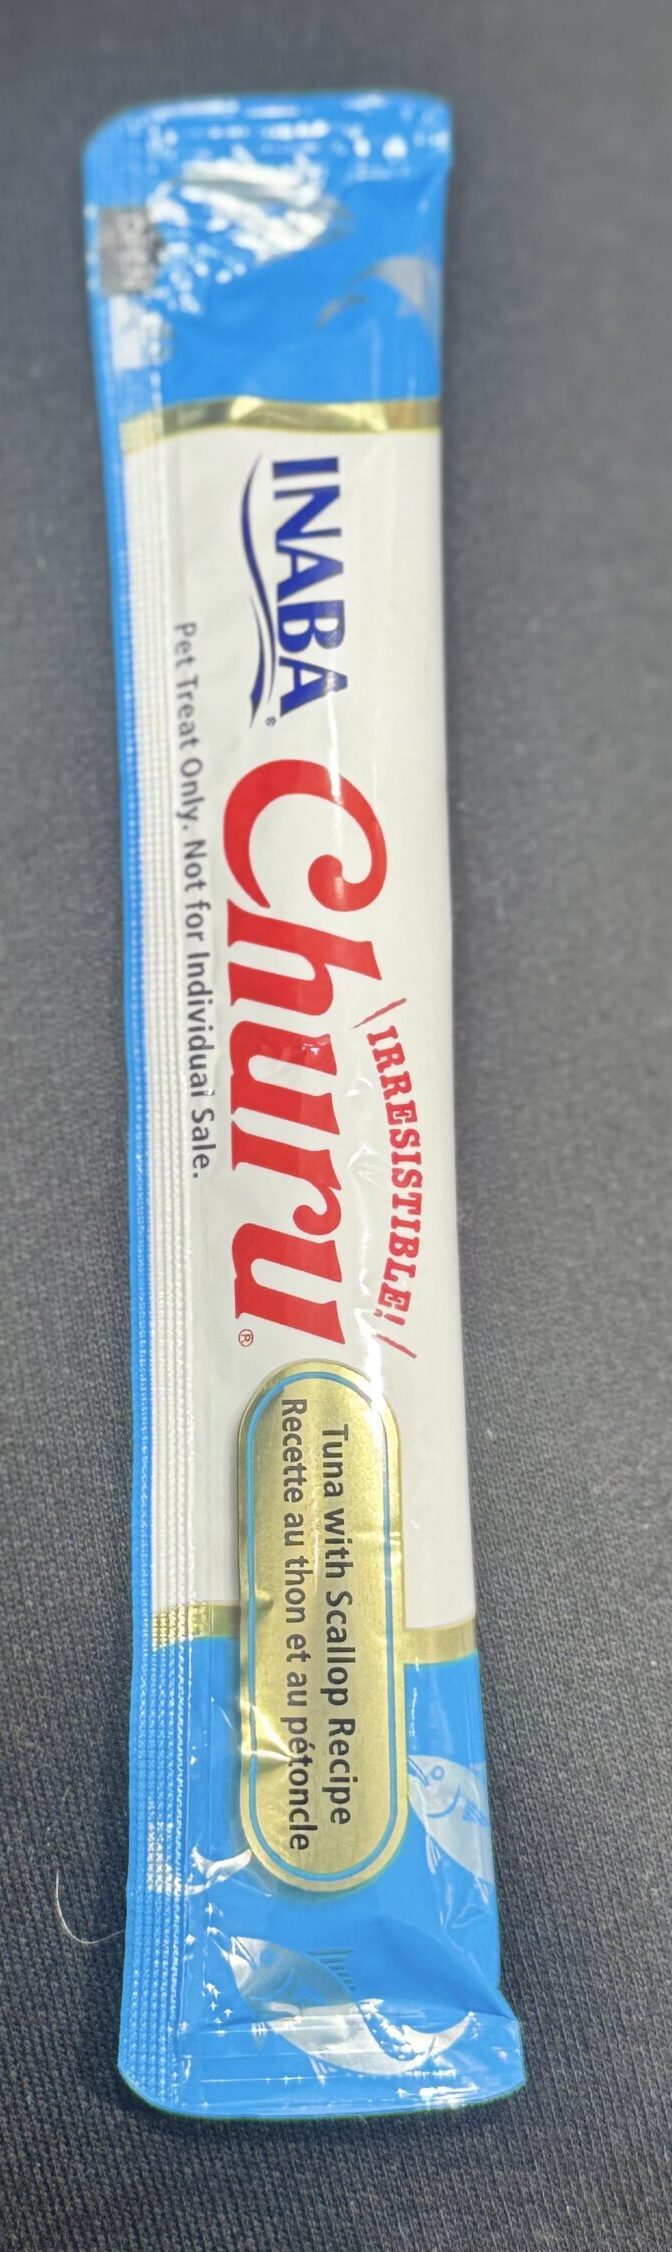 INABA®
Churu®
IRRESISTIBLE!
Tuna with Scallop Recipe
Recette au thon et au pétoncle
Pet Treat Only. Not for Individual Sale.